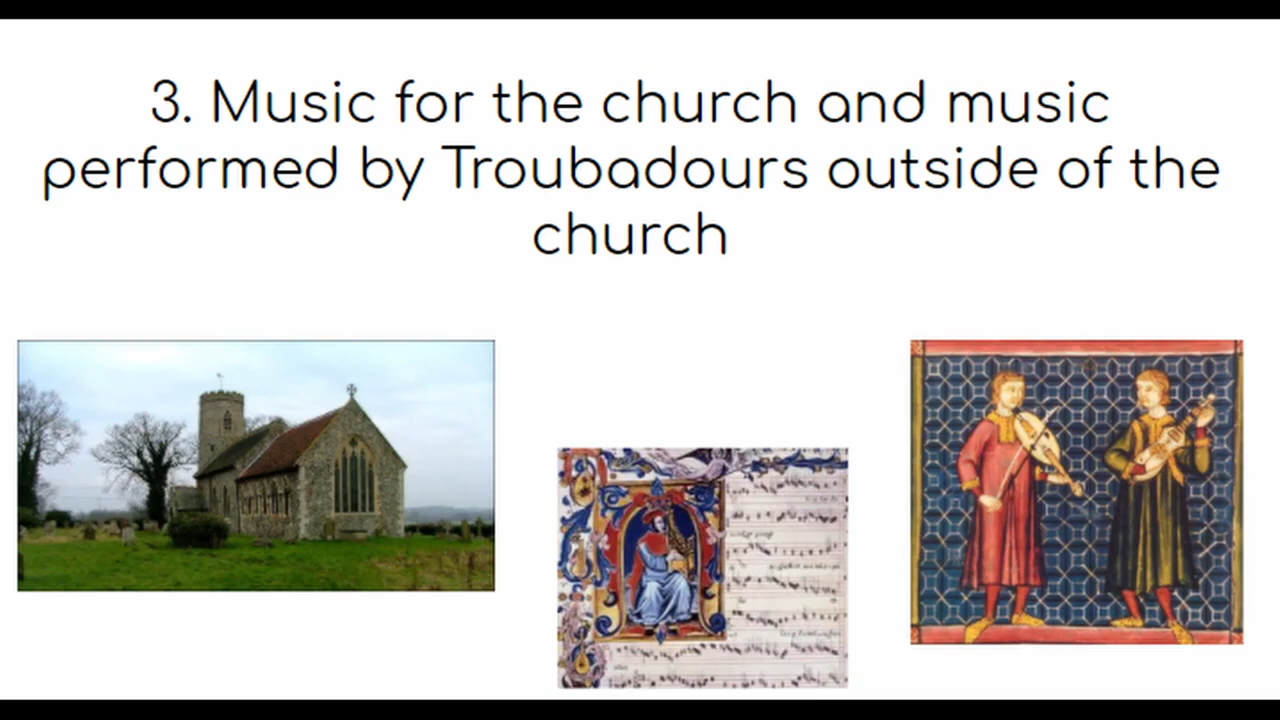 3. Music for the church and music
performed by Troubadours outside of the
church